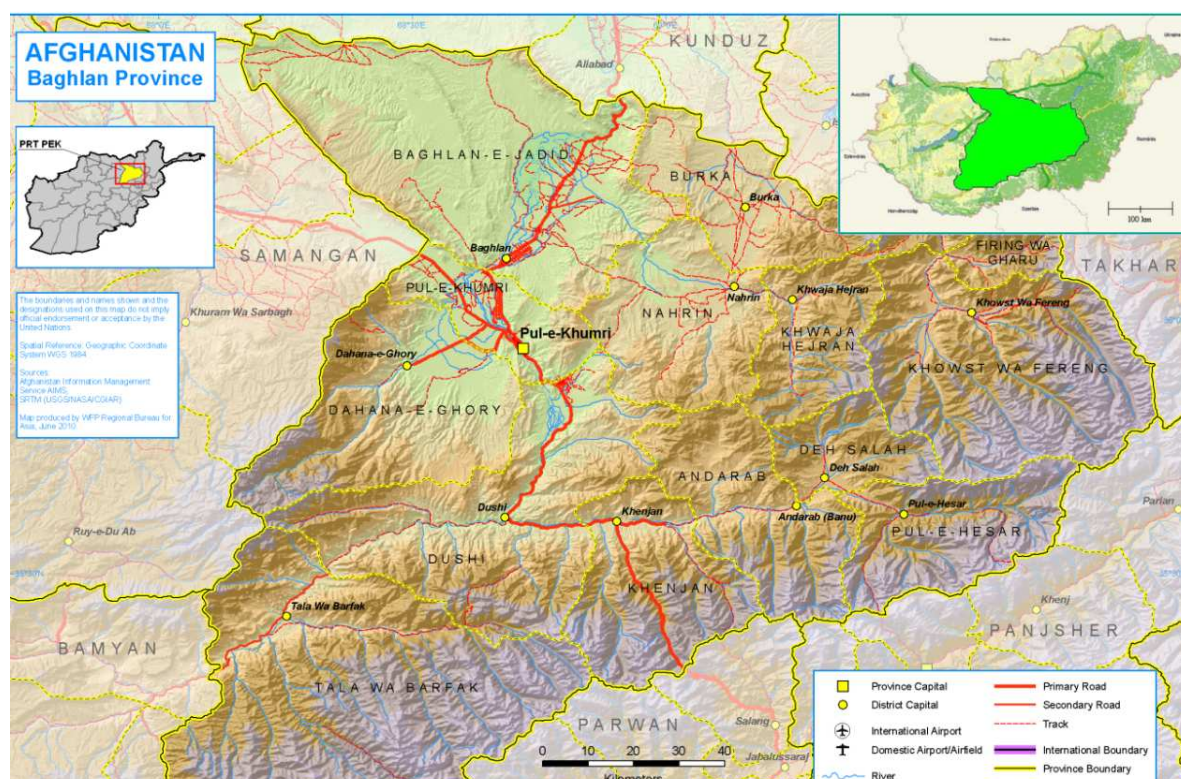 AFGHANISTAN
Baghlan Province
PRT PEK
The boundaries and names shown and the
designations used on this map do not imply
official endorsement or acceptance by the
United Nations.
Spatial Reference: Geographic Coordinate
System WGS 1984
Sources:
Afghanistan Information Management
Service AIMS;
SRTM (USGS/NASA/CGIAR)
Map produced by WFP Regional Bureau for
Asia, June 2010
KUNDUZ
Aliabad
BAGHLAN-E-JADID
BURKA
Burka
Baghlan
SAMANGAN
PUL-E-KHUMRI
Khuram Wa Sarbagh
Nahrin
Khwaja Hejran
NAHRIN
KHWAJA
HEJRAN
FIRING WA
GHARU
TAKHAR
Khowst Wa Fereng
KHOWST WA FERENG
Pul-e-Khumri
Dahana-e-Ghory
DAHANA-E-GHORY
DEH SALAH
Deh Salah
ANDARAB
Andarab (Banu)
Pul-e-Hesar
PUL-E-HESAR
Parian
Dushi
Khenjan
Ruy-e-Du Ab
DUSHI
KHENJAN
Tala Wa Barfak
TALA WA BARFAK
BAMYAN
Khenj
PANJSHER
PARWAN
Salang
Jabalussaraj
0 10 20 30 40
Kilometers
100 km
Province Capital
District Capital
International Airport
Domestic Airport/Airfield
River
Primary Road
Secondary Road
Track
International Boundary
Province Boundary